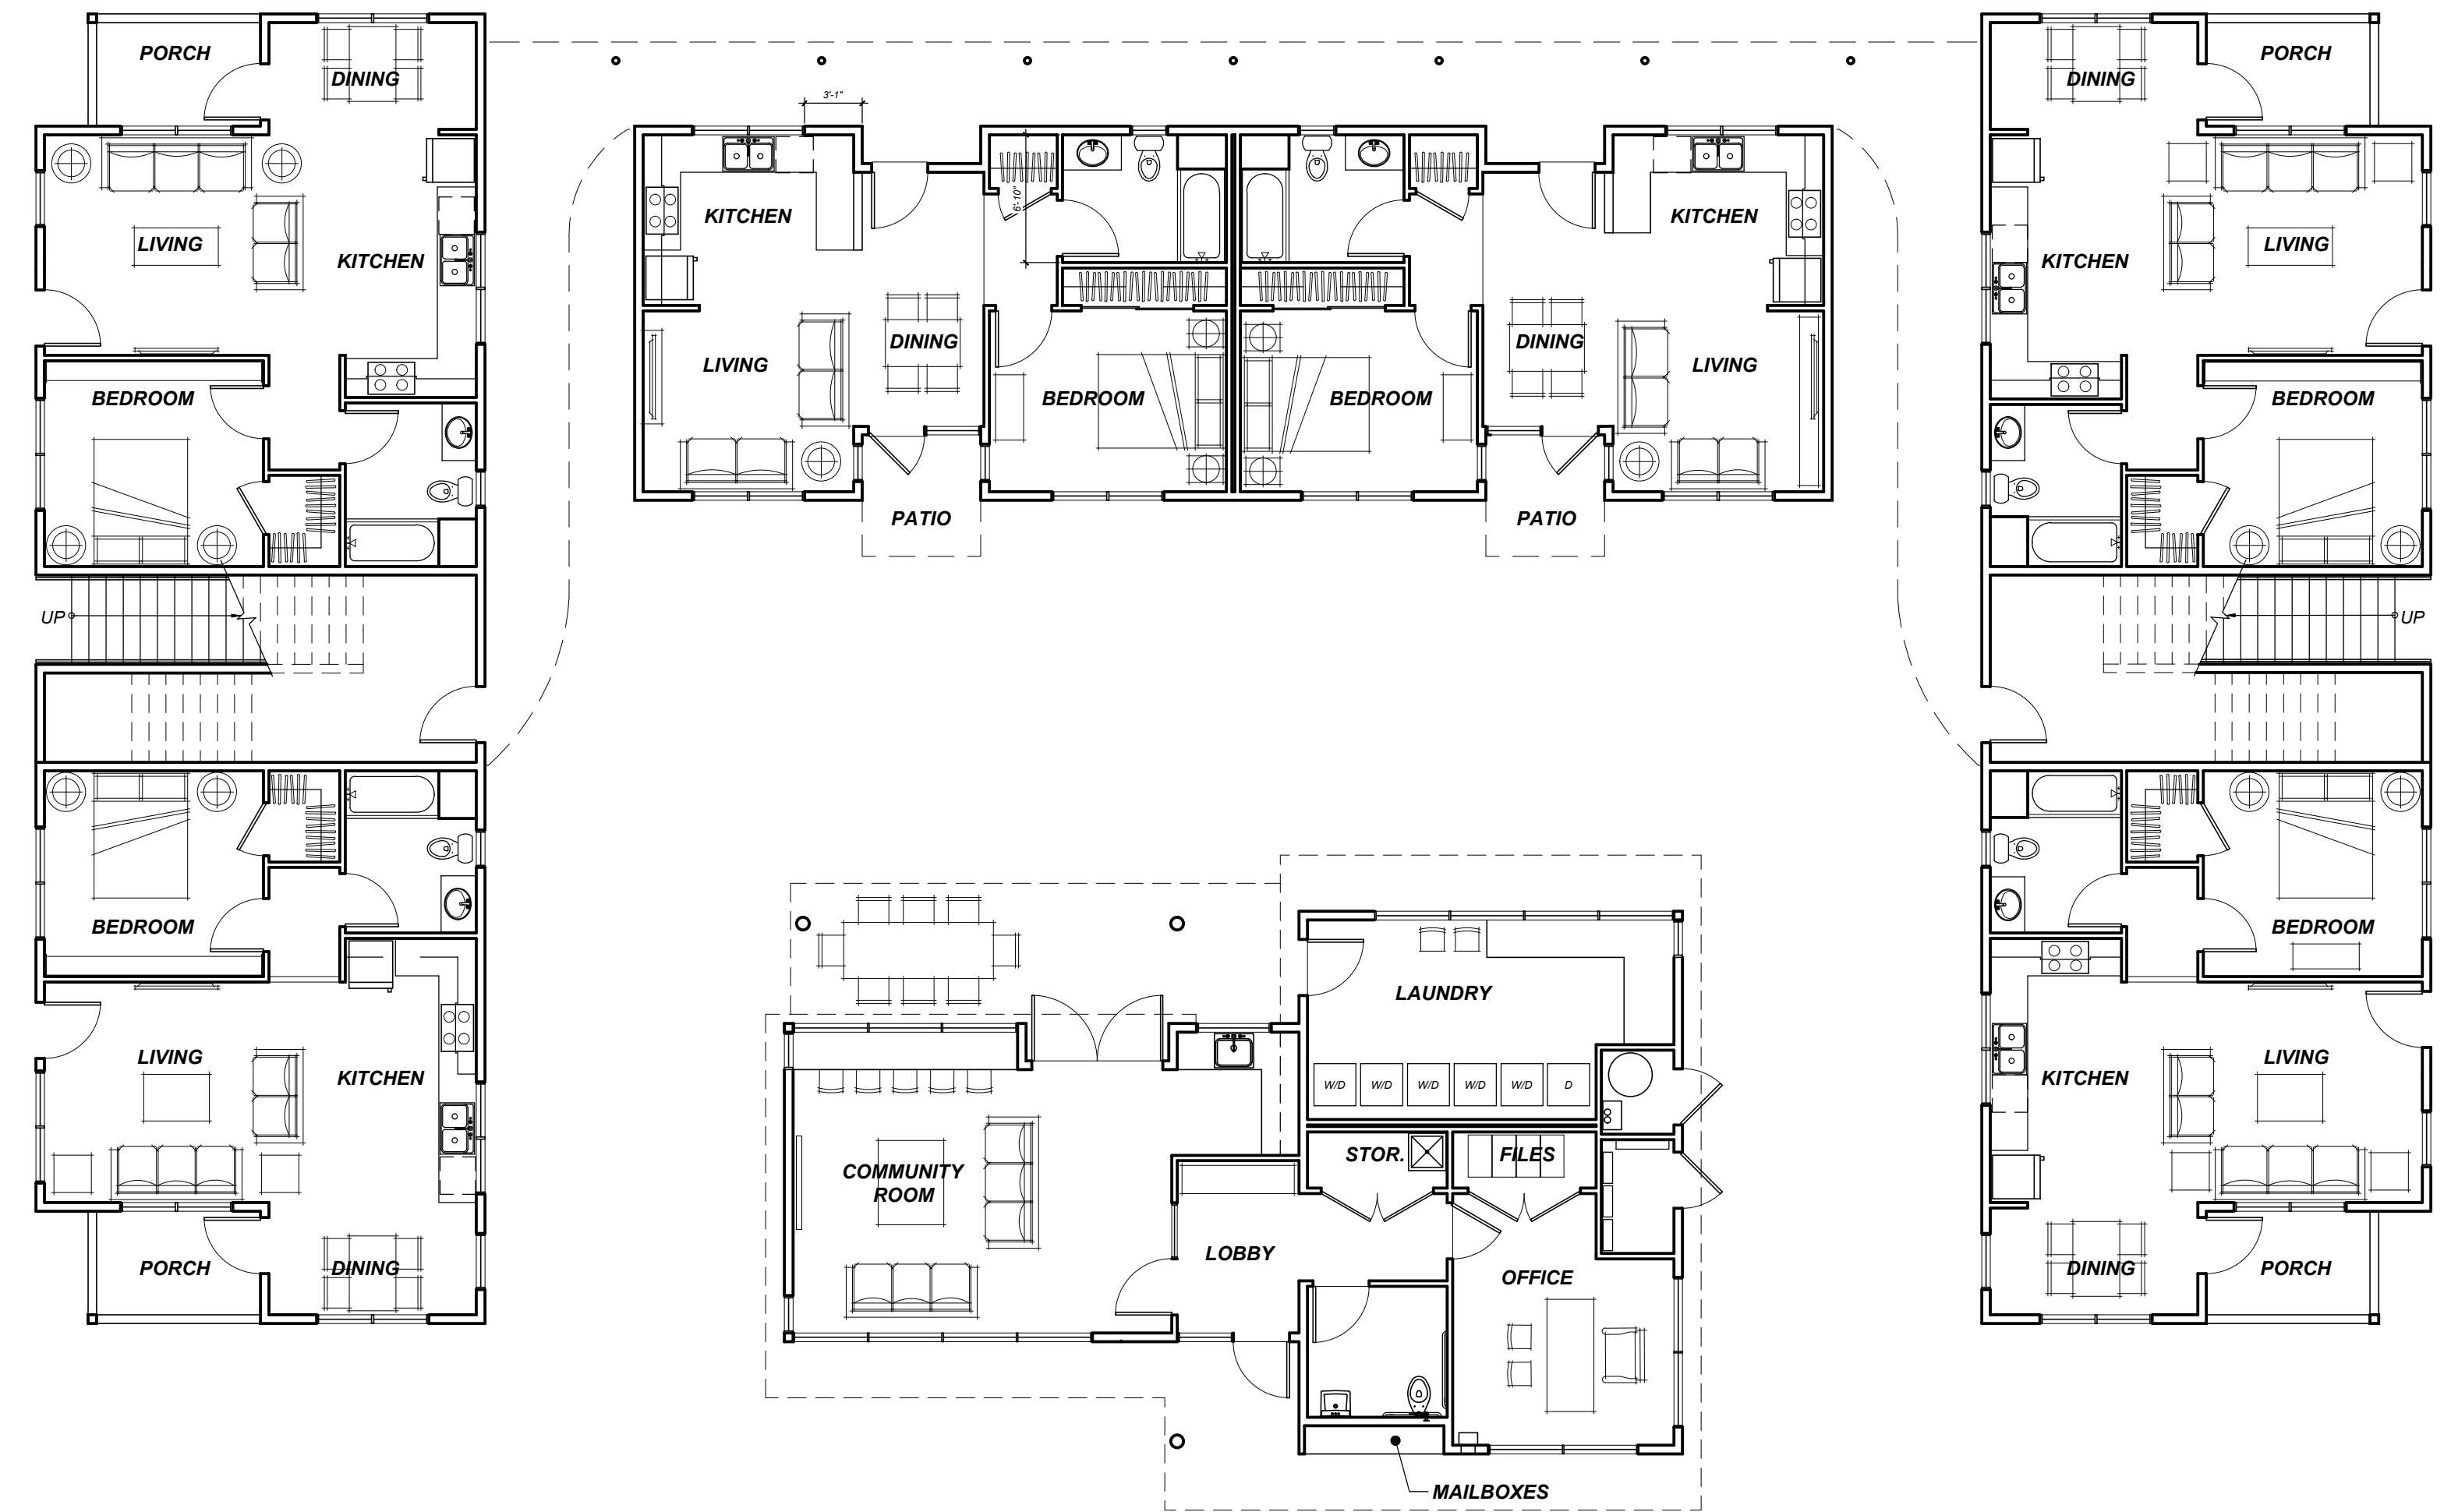 PORCH
DINING
DINING
PORCH
3'-1"
6'-10"
LIVING
KITCHEN
KITCHEN
KITCHEN
KITCHEN
LIVING
LIVING
DINING
DINING
LIVING
BEDROOM
BEDROOM
BEDROOM
BEDROOM
PATIO
PATIO
UP
UP
BEDROOM
BEDROOM
LAUNDRY
LIVING
KITCHEN
KITCHEN
LIVING
W/D
W/D
W/D
W/D
W/D
D
COMMUNITY
ROOM
STOR.
FILES
PORCH
DINING
LOBBY
OFFICE
DINING
PORCH
MAILBOXES